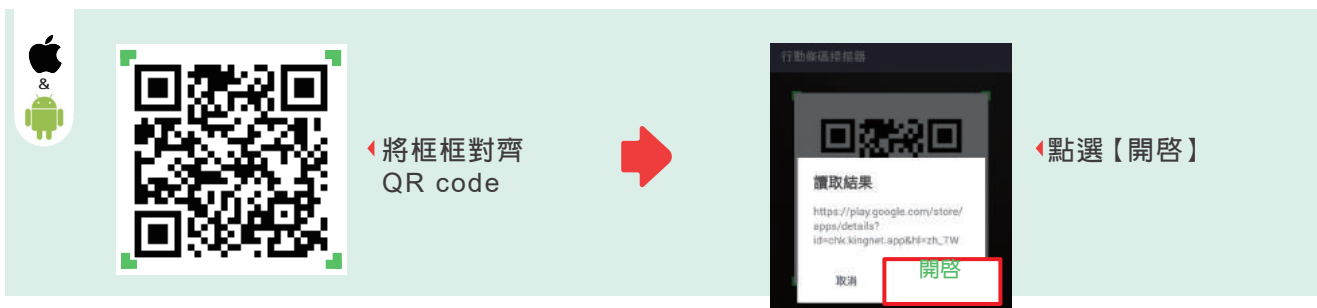 &
將框框對齊
QR code
行動條碼掃描器
讀取結果
https://play.google.com/store/
apps/details?
id=chk.kingnet.app&hl=zh_TW
取消
開啓
點選【開啓】